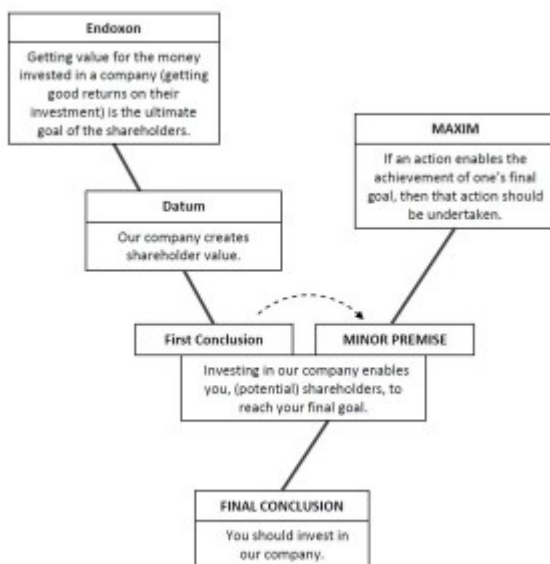 Endoxon
Getting value for the money
invested in a company (getting
good returns on their
investment) is the ultimate
goal of the shareholders.
MAXIM
If an action enables the
achievement of one's final
goal, then that action should
be undertaken.
Datum
Our company creates
shareholder value.
First Conclusion
MINOR PREMISE
Investing in our company enables
you, (potential) shareholders, to
reach your final goal.
FINAL CONCLUSION
You should invest in
our company.